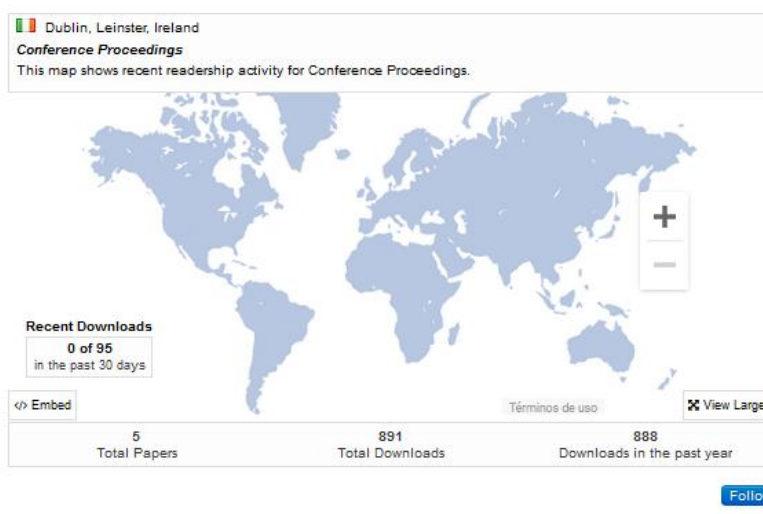 Dublin, Leinster, Ireland
Conference Proceedings
This map shows recent readership activity for Conference Proceedings.
+
−
Recent Downloads
0 of 95
in the past 30 days
</> Embed
Términos de uso
View Large
5
Total Papers
891
Total Downloads
888
Downloads in the past year
Follo